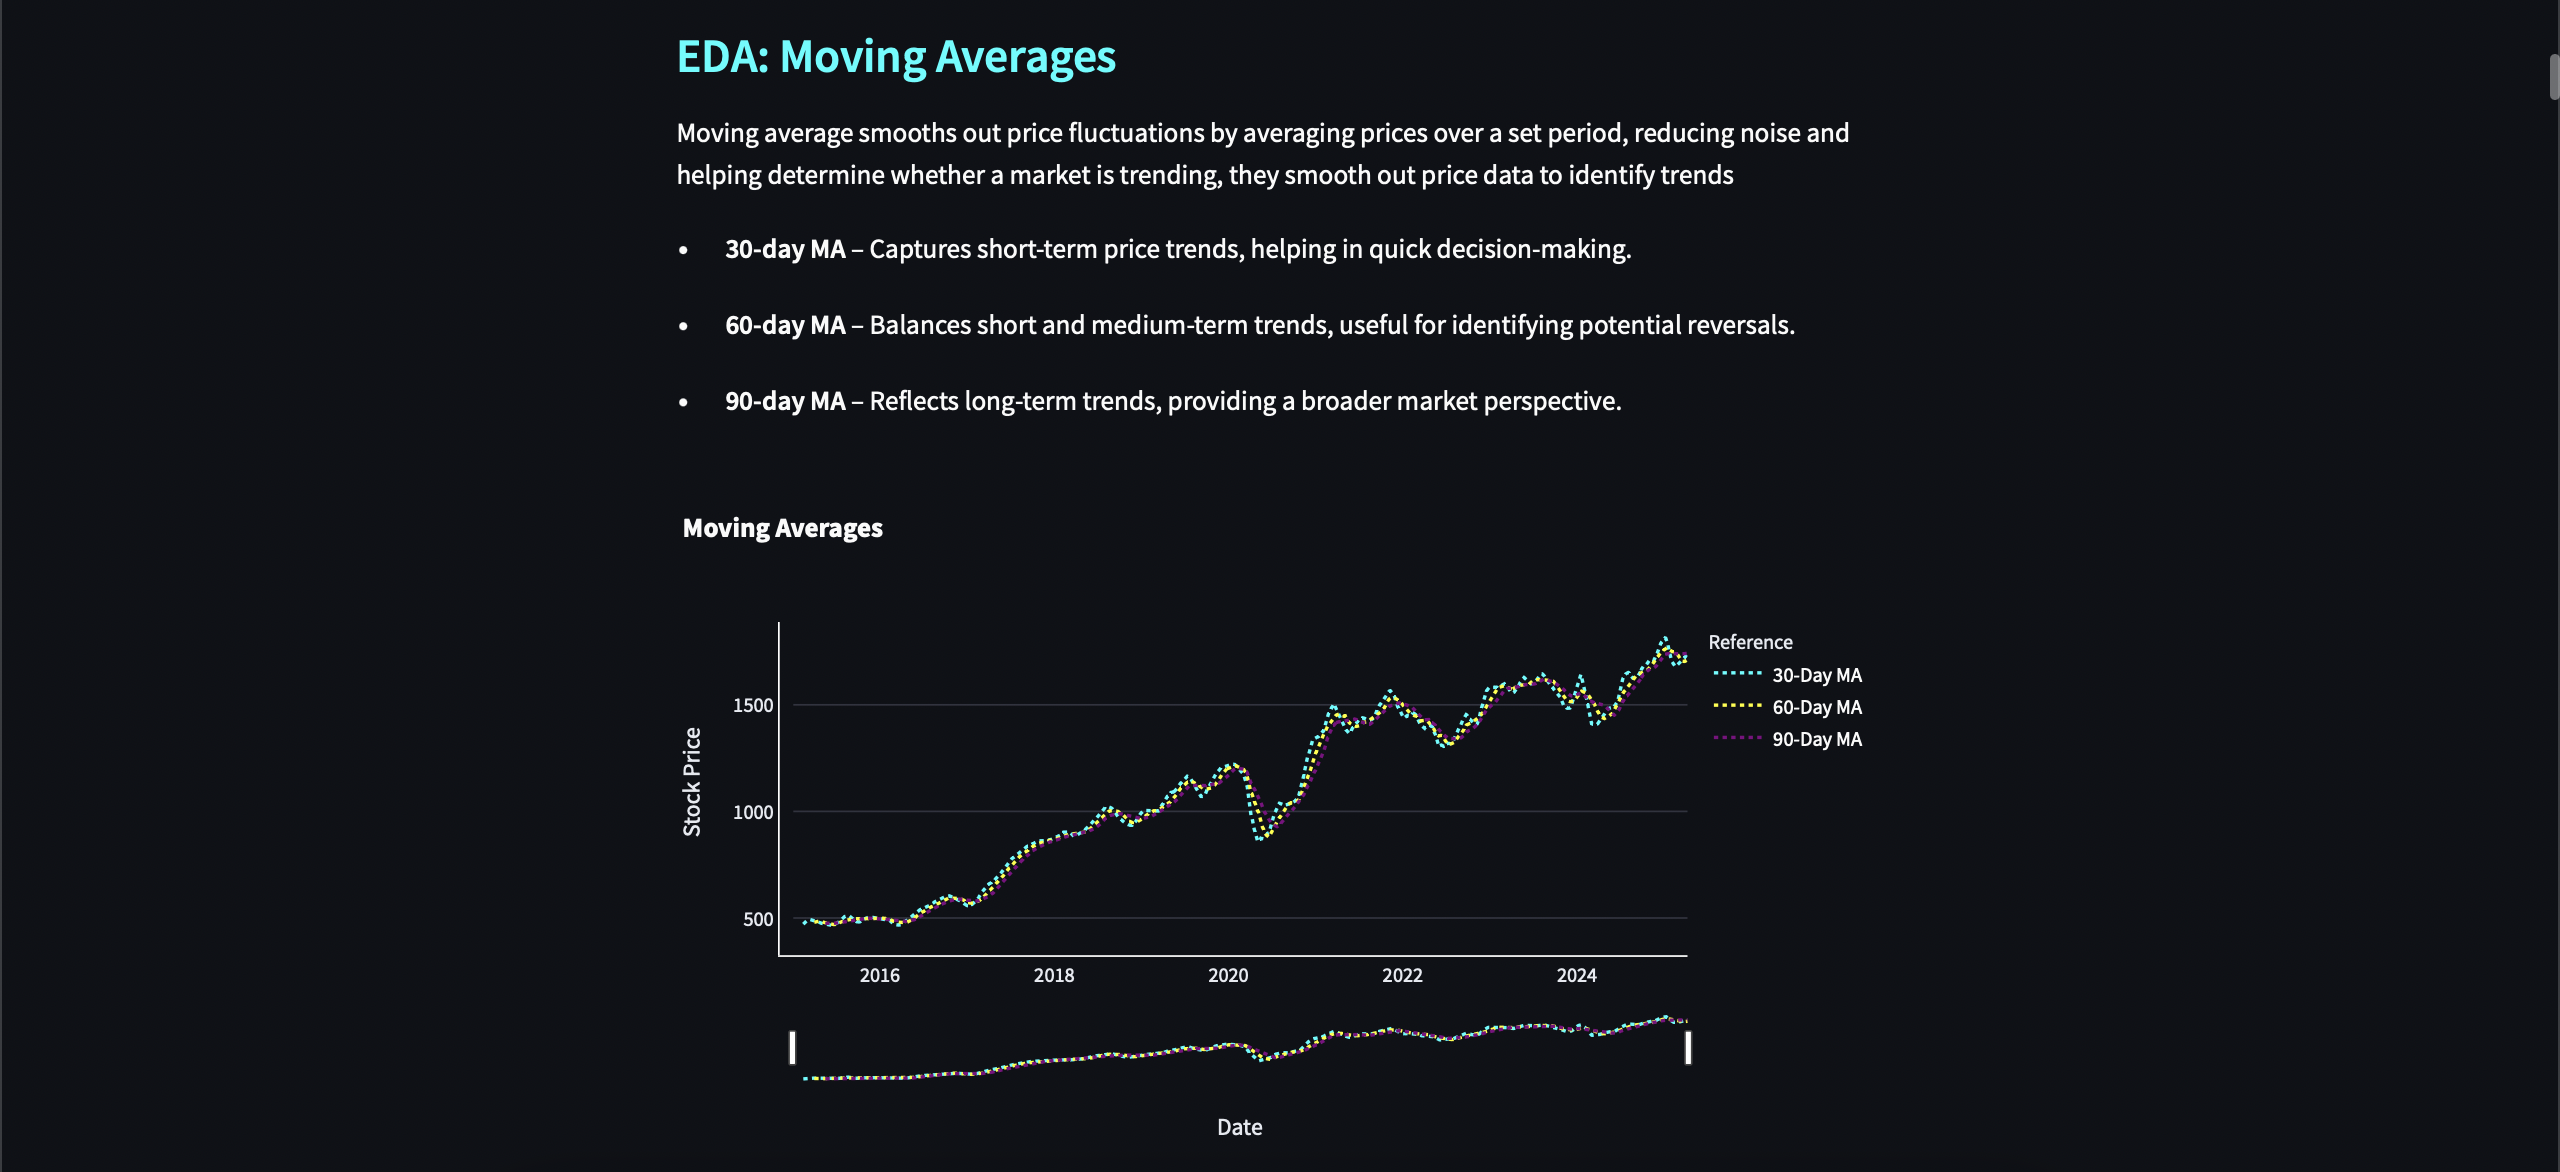 EDA: Moving Averages
Moving average smooths out price fluctuations by averaging prices over a set period, reducing noise and
helping determine whether a market is trending, they smooth out price data to identify trends
• 30-day MA – Captures short-term price trends, helping in quick decision-making.
• 60-day MA – Balances short and medium-term trends, useful for identifying potential reversals.
• 90-day MA – Reflects long-term trends, providing a broader market perspective.
Moving Averages
Reference
30-Day MA
60-Day MA
90-Day MA
Stock Price
1500
1000
500
2016 2018 2020 2022 2024
Date